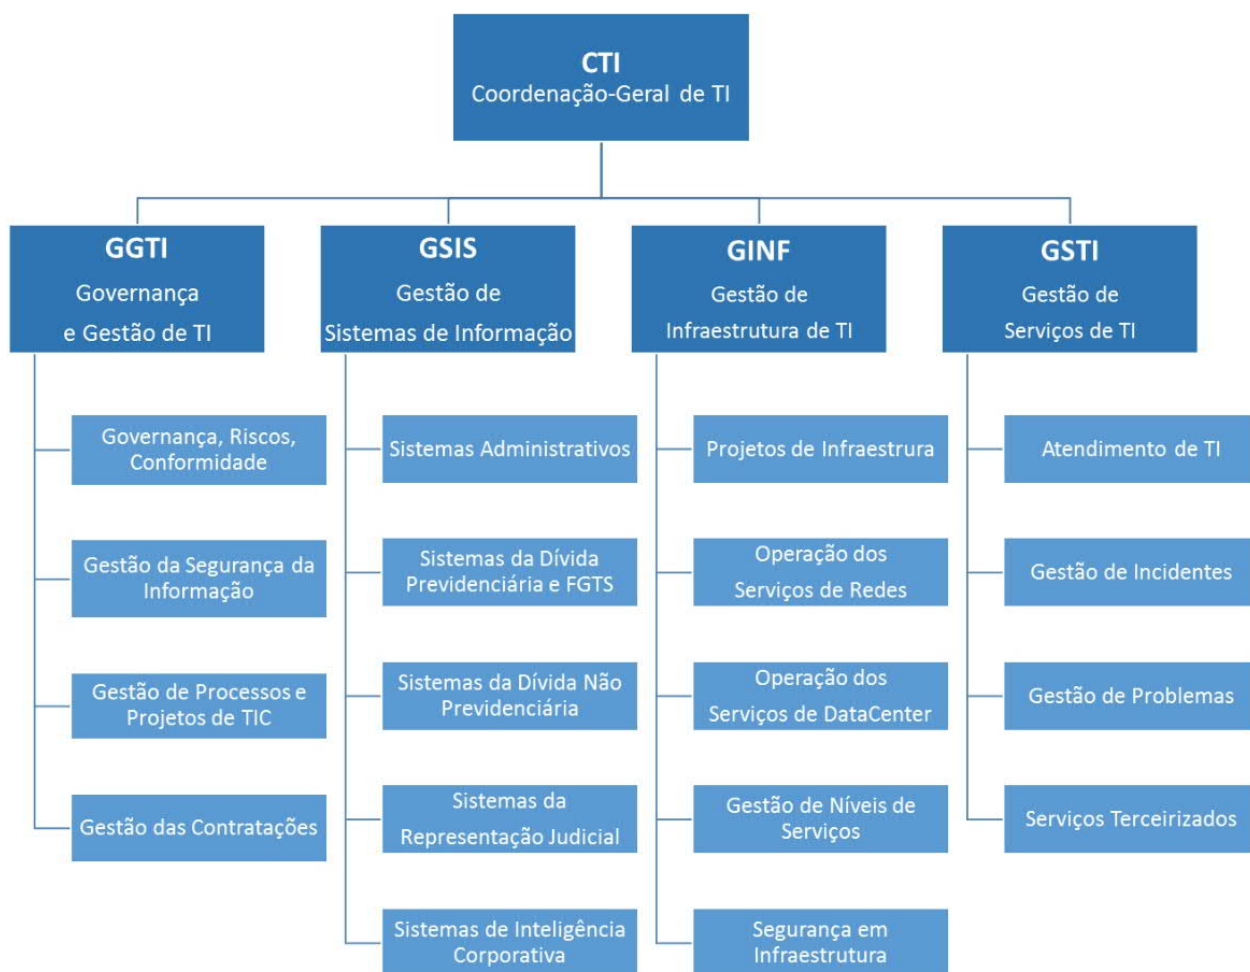 CTI
Coordenação-Geral de TI
GGTI
Governança
e Gestão de TI
GSIS
Gestão de
Sistemas de Informação
GINF
Gestão de
Infraestrutura de TI
GSTI
Gestão de
Serviços de TI
Governança, Riscos,
Conformidade
Gestão da Segurança da
Informação
Gestão de Processos e
Projetos de TIC
Gestão das Contratações
Sistemas Administrativos
Sistemas da Dívida
Previdenciária e FGTS
Sistemas da Dívida Não
Previdenciária
Sistemas da
Representação Judicial
Sistemas de Inteligência
Corporativa
Projetos de Infraestrura
Operação dos
Serviços de Redes
Operação dos
Serviços de DataCenter
Gestão de Níveis de
Serviços
Segurança em
Infraestrutura
Atendimento de TI
Gestão de Incidentes
Gestão de Problemas
Serviços Terceirizados